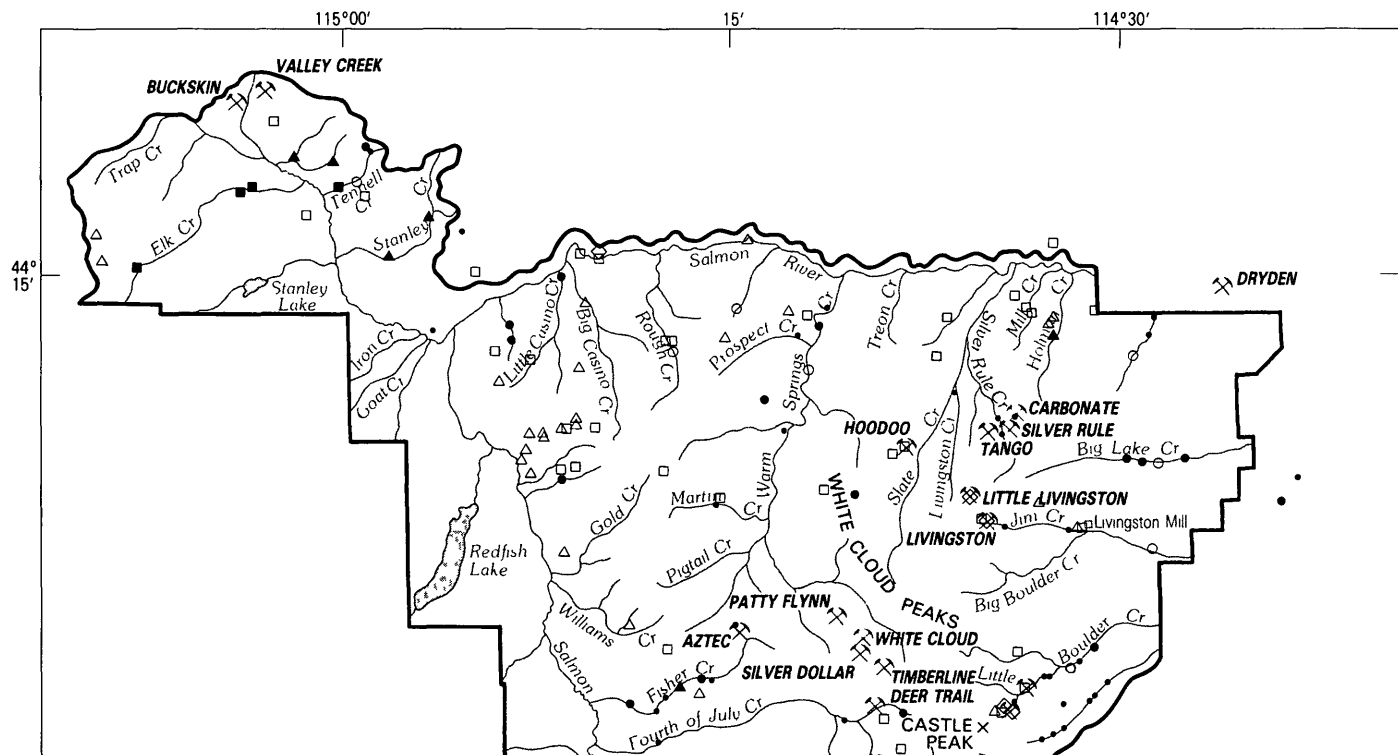 115°00'
15'
114°30'
VALLEY CREEK
BUCKSKIN
Trap Cr
Elk Cr
Stanley
Cr
44°
15'
Stanley
Lake
Salmon
River
DRYDEN
Iron Cr
Goat Cr
Little Casino Cr
Big Casino Cr
Rough Cr
Prospect Cr
Warm
Springs
Cr
Treon Cr
Silver Rule Cr
Mill Cr
Holman Cr
CARBONATE
SILVER RULE
TANGO
HOODOO
Big Lake Cr
Slate
Cr
Livingston Cr
LITTLE LIVINGSTON
LIVINGSTON
Jim Cr
Livingston Mill
Gold Cr
Martin
Cr
WHITE CLOUD PEAKS
Redfish
Lake
Pigtail Cr
Big Boulder Cr
PATTY FLYNN
Williams
Cr
AZTEC
WHITE CLOUD
Little
Boulder
Cr
SILVER DOLLAR
TIMBERLINE
DEER TRAIL
Salmon
Fisher Cr
Fourth of July Cr
CASTLE
PEAK